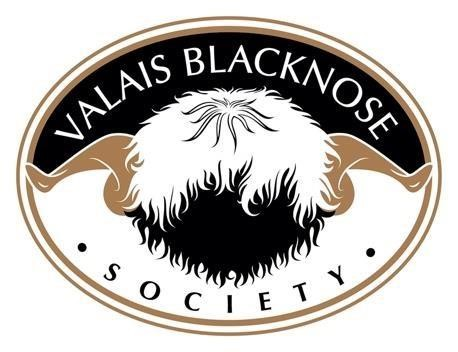 VALAIS BLACKNOSE
• SOCIETY •